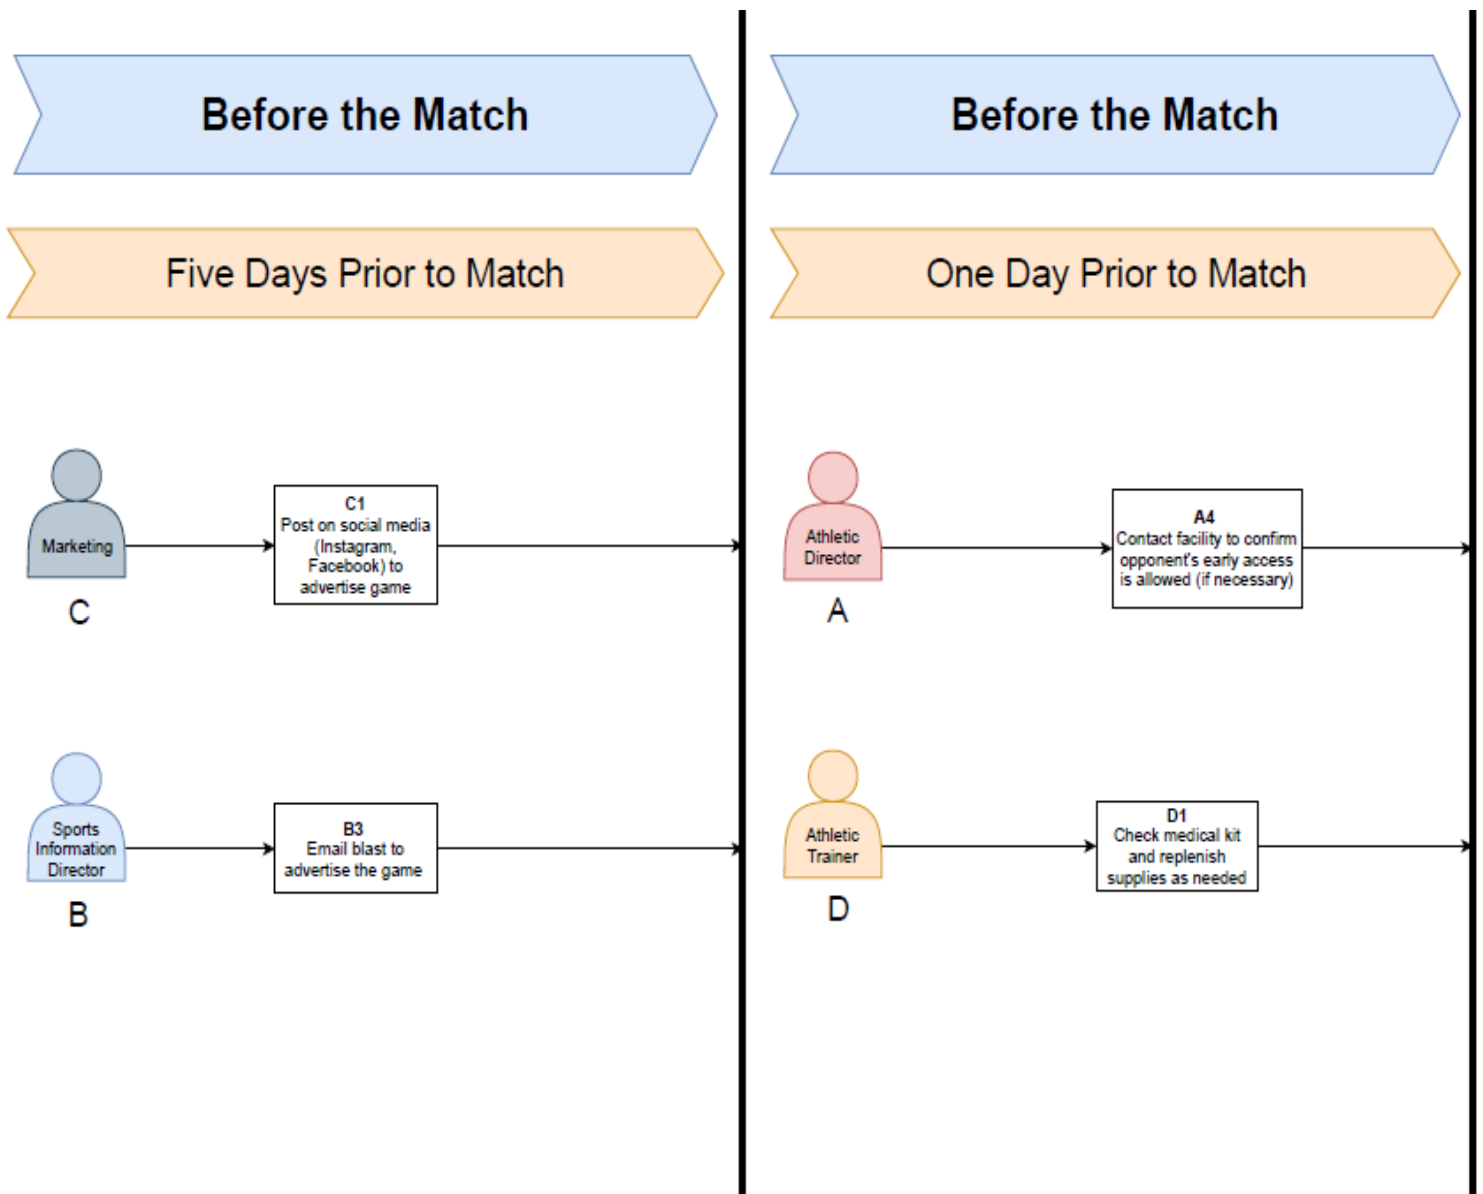 Before the Match
Five Days Prior to Match
Marketing
C
C1
Post on social media
(Instagram,
Facebook) to
advertise game
Sports
Information
Director
B
B3
Email blast to
advertise the game
Before the Match
One Day Prior to Match
Athletic
Director
A
A4
Contact facility to confirm
opponent's early access
is allowed (if necessary)
Athletic
Trainer
D
D1
Check medical kit
and replenish
supplies as needed